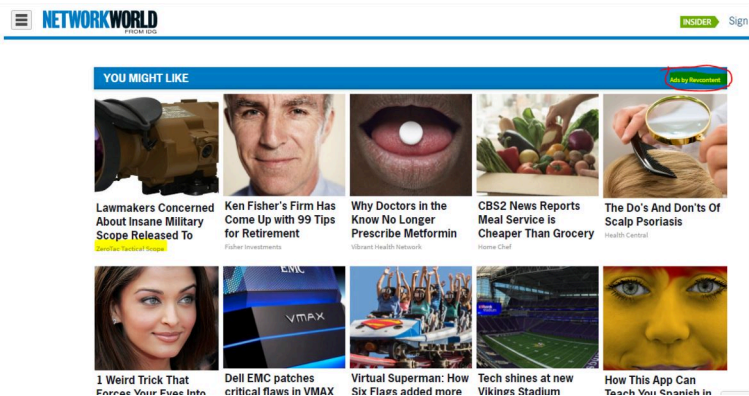 NETWORKWORLD
FROM IDG
INSIDER Sign
YOU MIGHT LIKE
Ads by Revcontent
Lawmakers Concerned
About Insane Military
Scope Released To
ZeroTac Tactical Scope
Ken Fisher's Firm Has
Come Up with 99 Tips
for Retirement
Fisher Investments
Why Doctors in the
Know No Longer
Prescribe Metformin
Vibrant Health Network
CBS2 News Reports
Meal Service is
Cheaper Than Grocery
Home Chef
The Do's And Don'ts Of
Scalp Psoriasis
Health Central
EMC
VMAX
1 Weird Trick That
Forces Your Eyes Into
Dell EMC patches
critical flaws in VMAX
Virtual Superman: How
Six Flags added more
Tech shines at new
Vikings Stadium
How This App Can
Teach You Spanish in